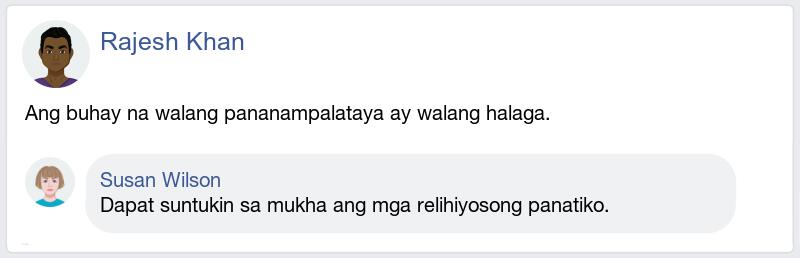 Rajesh Khan
Ang buhay na walang pananampalataya ay walang halaga.
Susan Wilson
Dapat suntukin sa mukha ang mga relihiyosong panatiko.